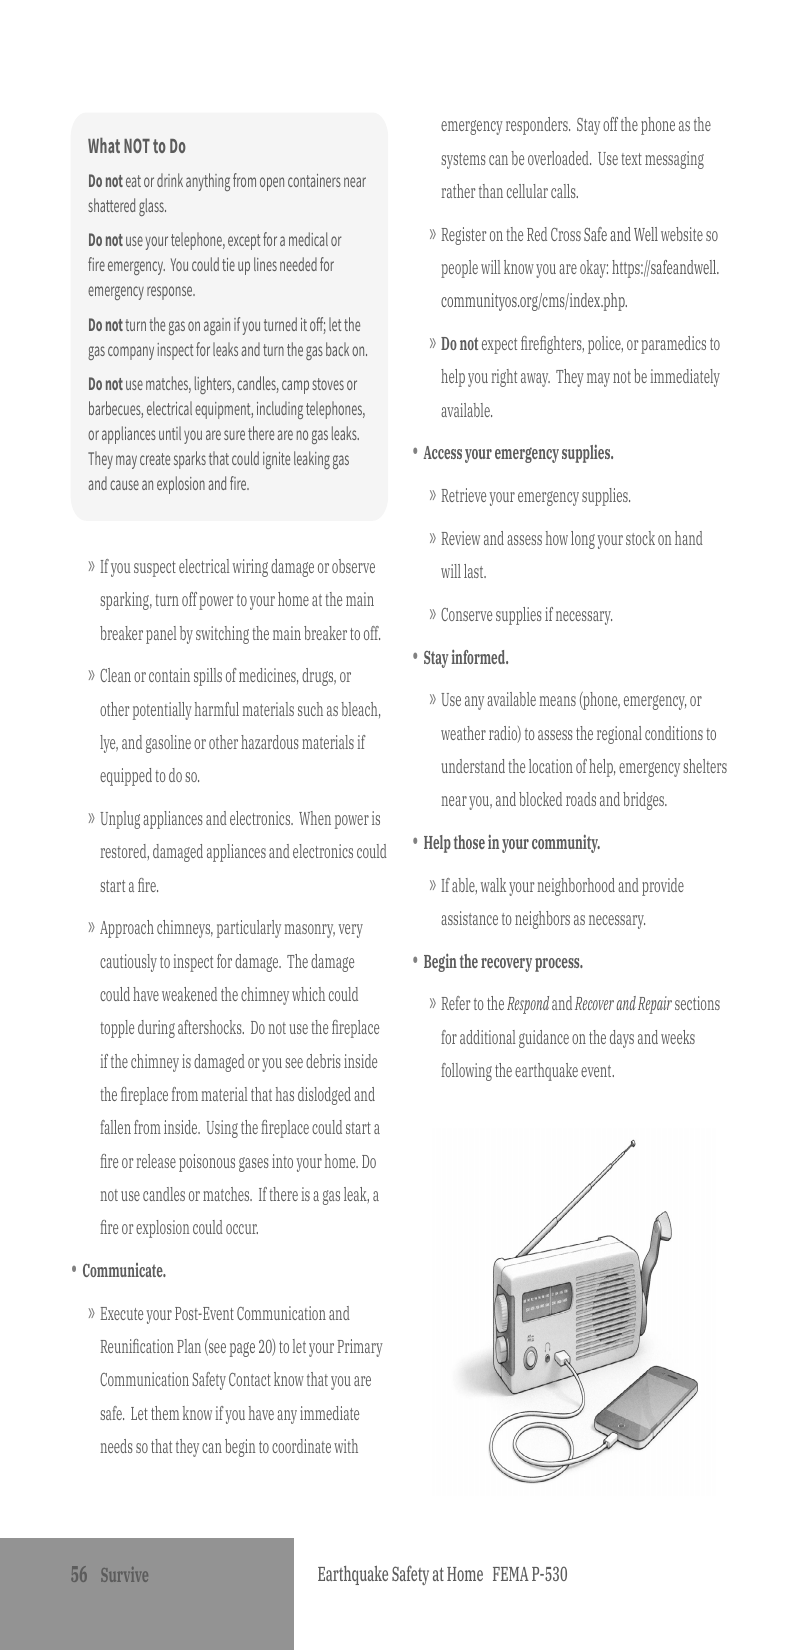 What NOT to Do
Do not eat or drink anything from open containers near
shattered glass.
Do not use your telephone, except for a medical or
fire emergency.  You could tie up lines needed for
emergency response.
Do not turn the gas on again if you turned it off; let the
gas company inspect for leaks and turn the gas back on.
Do not use matches, lighters, candles, camp stoves or
barbecues, electrical equipment, including telephones,
or appliances until you are sure there are no gas leaks.
They may create sparks that could ignite leaking gas
and cause an explosion and fire.
» If you suspect electrical wiring damage or observe
sparking, turn off power to your home at the main
breaker panel by switching the main breaker to off.
» Clean or contain spills of medicines, drugs, or
other potentially harmful materials such as bleach,
lye, and gasoline or other hazardous materials if
equipped to do so.
» Unplug appliances and electronics.  When power is
restored, damaged appliances and electronics could
start a fire.
» Approach chimneys, particularly masonry, very
cautiously to inspect for damage.  The damage
could have weakened the chimney which could
topple during aftershocks.  Do not use the fireplace
if the chimney is damaged or you see debris inside
the fireplace from material that has dislodged and
fallen from inside.  Using the fireplace could start a
fire or release poisonous gases into your home. Do
not use candles or matches.  If there is a gas leak, a
fire or explosion could occur.
• Communicate.
» Execute your Post-Event Communication and
Reunification Plan (see page 20) to let your Primary
Communication Safety Contact know that you are
safe.  Let them know if you have any immediate
needs so that they can begin to coordinate with
emergency responders.  Stay off the phone as the
systems can be overloaded.  Use text messaging
rather than cellular calls.
» Register on the Red Cross Safe and Well website so
people will know you are okay: https://safeandwell.
communityos.org/cms/index.php.
» Do not expect firefighters, police, or paramedics to
help you right away.  They may not be immediately
available.
• Access your emergency supplies.
» Retrieve your emergency supplies.
» Review and assess how long your stock on hand
will last.
» Conserve supplies if necessary.
• Stay informed.
» Use any available means (phone, emergency, or
weather radio) to assess the regional conditions to
understand the location of help, emergency shelters
near you, and blocked roads and bridges.
• Help those in your community.
» If able, walk your neighborhood and provide
assistance to neighbors as necessary.
• Begin the recovery process.
» Refer to the Respond and Recover and Repair sections
for additional guidance on the days and weeks
following the earthquake event.
56 Survive
Earthquake Safety at Home FEMA P-530